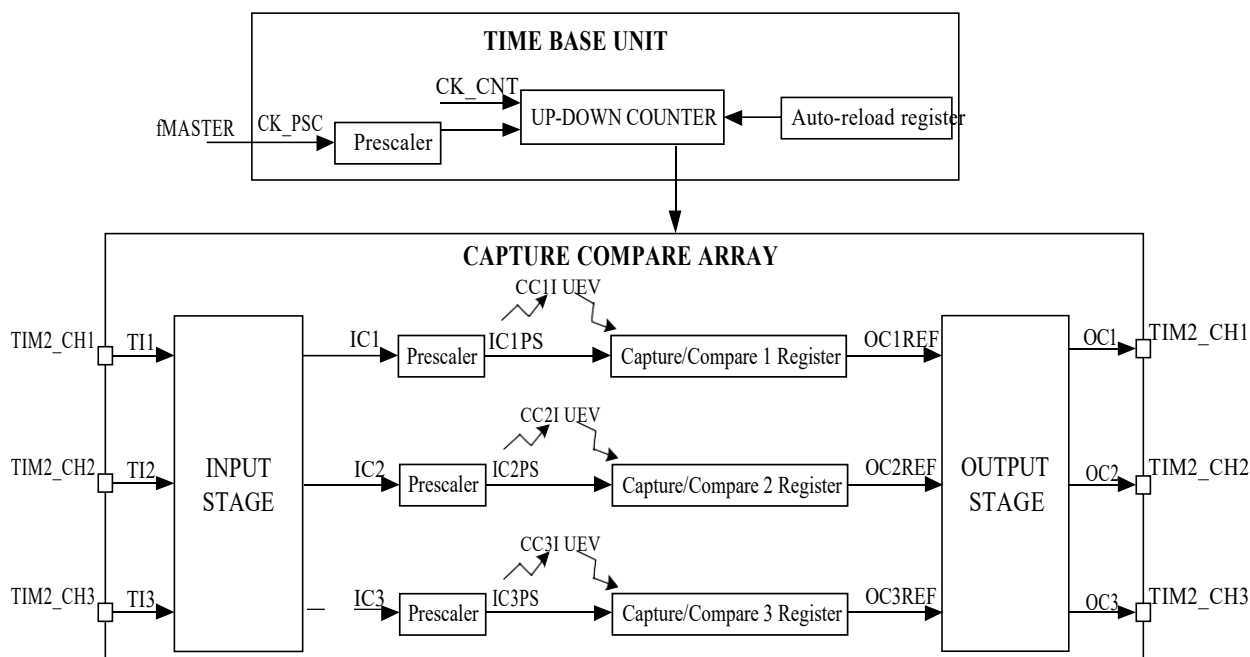 TIME BASE UNIT
CK_CNT
fMASTER
CK_PSC
Prescaler
UP-DOWN COUNTER
Auto-reload register
CAPTURE COMPARE ARRAY
CC1I UEV
TIM2_CH1
TI1
IC1
Prescaler
IC1PS
Capture/Compare 1 Register
OC1REF
OC1
TIM2_CH1
CC2I UEV
TIM2_CH2
TI2
INPUT
STAGE
IC2
Prescaler
IC2PS
Capture/Compare 2 Register
OC2REF
OUTPUT
STAGE
OC2
TIM2_CH2
CC3I UEV
TIM2_CH3
TI3
IC3
Prescaler
IC3PS
Capture/Compare 3 Register
OC3REF
OC3
TIM2_CH3